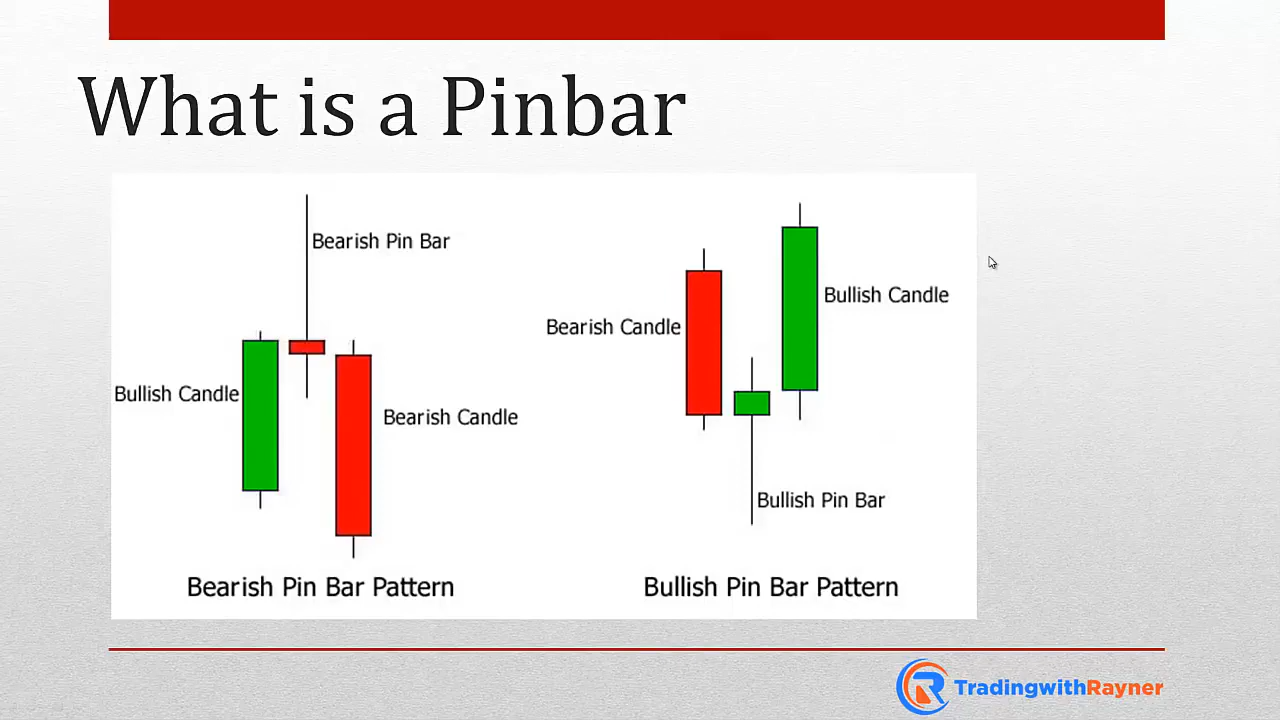 What is a Pinbar
Bearish Pin Bar
Bullish Candle
Bearish Candle
Bearish Pin Bar Pattern
Bearish Candle
Bullish Candle
Bullish Pin Bar
Bullish Pin Bar Pattern
TradingwithRayner